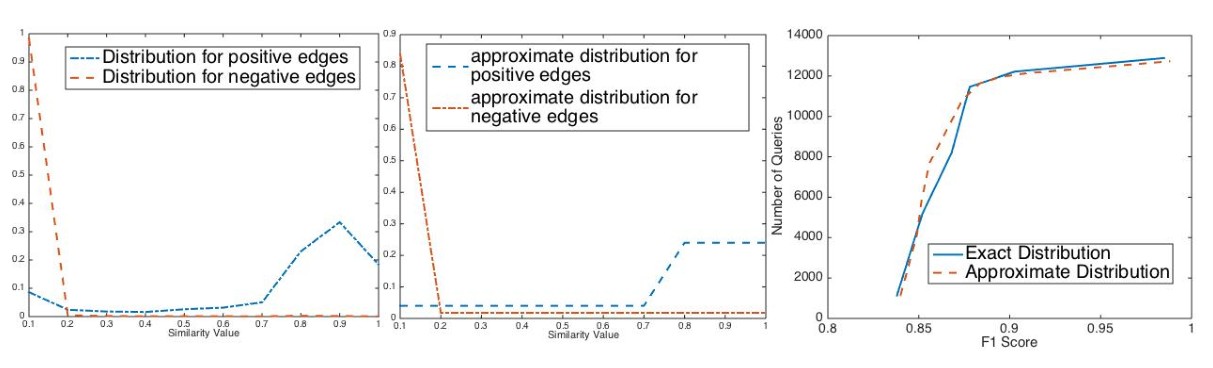 1
0.9
0.8
0.7
0.6
0.5
0.4
0.3
0.2
0.1
0
Distribution for positive edges
Distribution for negative edges
0.1 0.2 0.3 0.4 0.5 0.6 0.7 0.8 0.9 1
Similarity Value
0.9
0.8
0.7
0.6
0.5
0.4
0.3
0.2
0.1
0
approximate distribution for
positive edges
approximate distribution for
negative edges
0.1 0.2 0.3 0.4 0.5 0.6 0.7 0.8 0.9 1
Similarity Value
Number of Queries
14000
12000
10000
8000
6000
4000
2000
0
Exact Distribution
Approximate Distribution
0.8 0.85 0.9 0.95 1
F1 Score